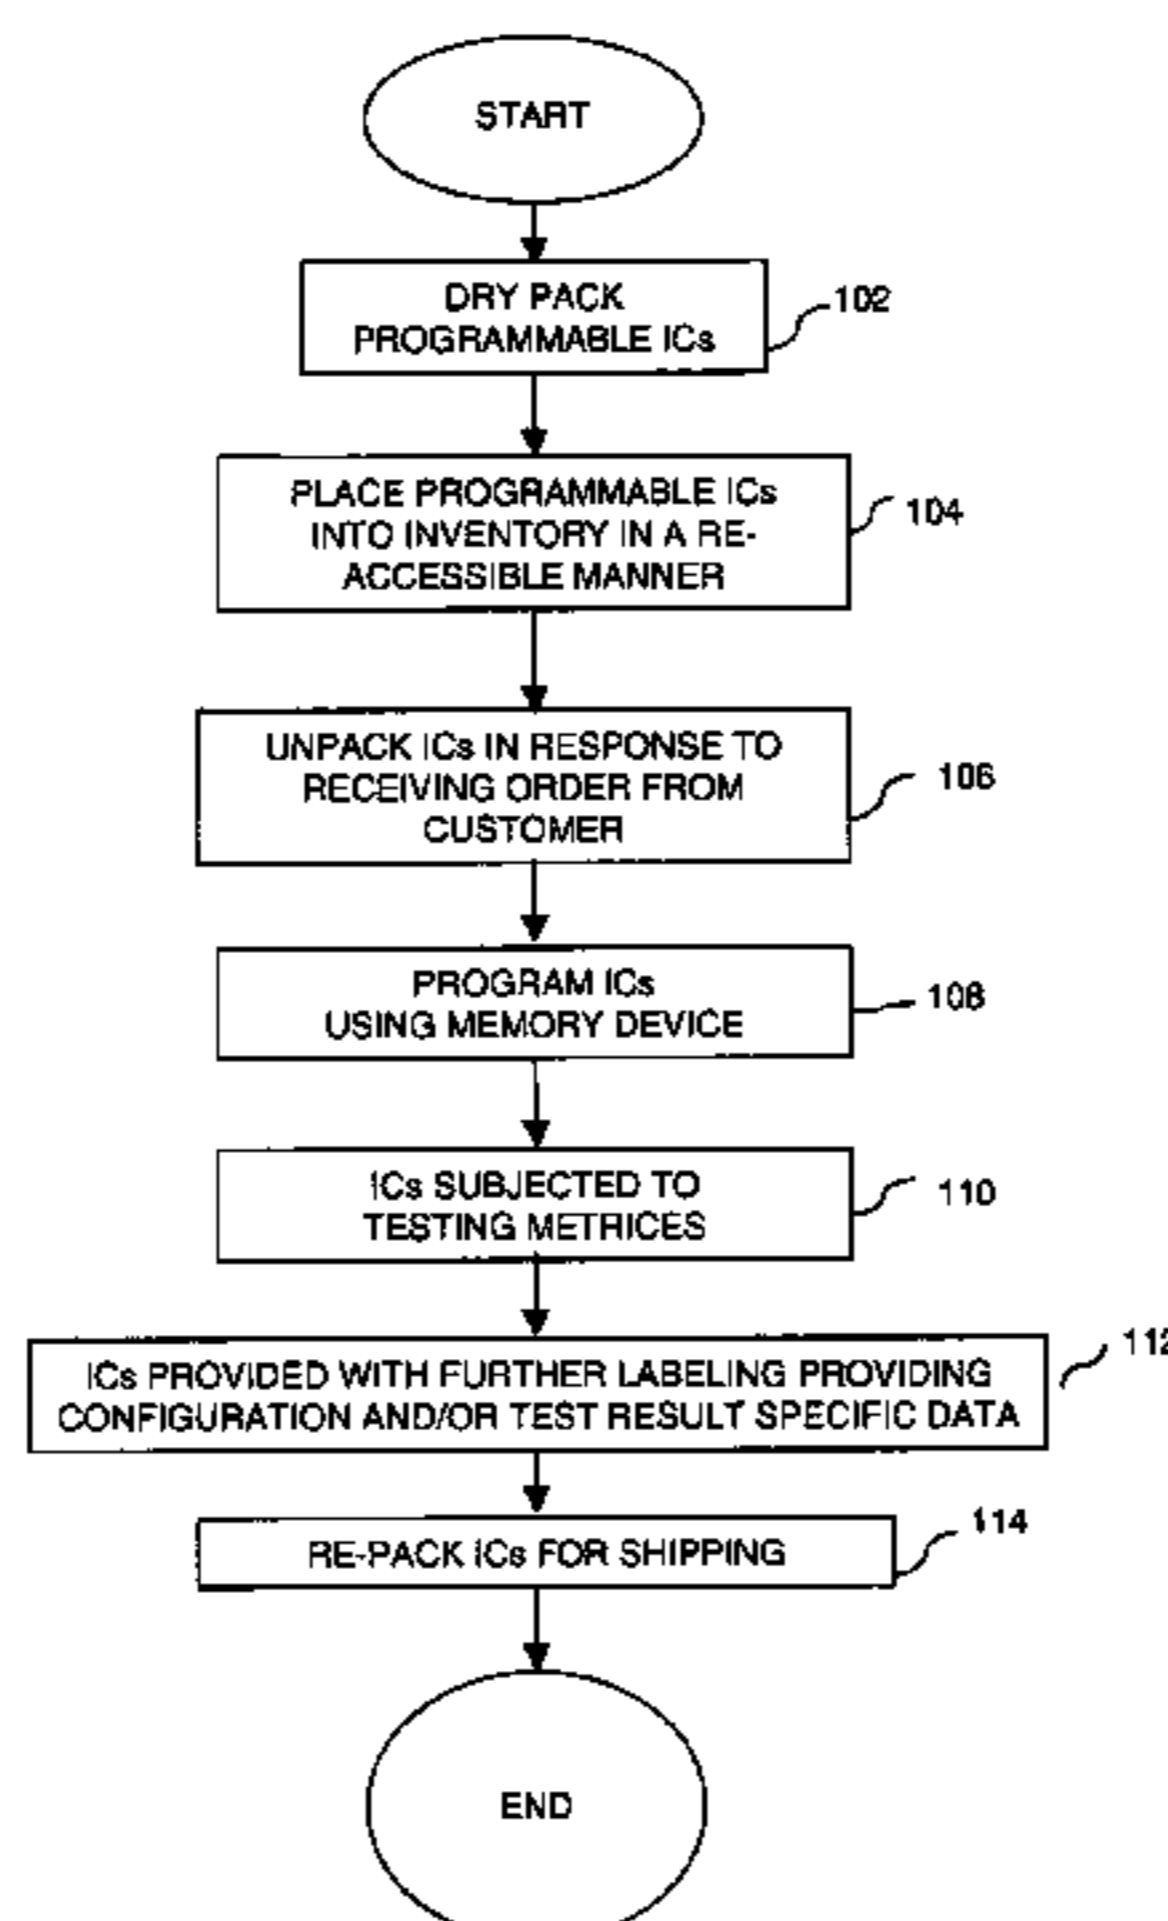 START
DRY PACK
PROGRAMMABLE ICs
102
PLACE PROGRAMMABLE ICs
INTO INVENTORY IN A RE-
ACCESSIBLE MANNER
104
UNPACK ICs IN RESPONSE TO
RECEIVING ORDER FROM
CUSTOMER
106
PROGRAM ICs
USING MEMORY DEVICE
108
ICs SUBJECTED TO
TESTING METRICES
110
ICs PROVIDED WITH FURTHER LABELING PROVIDING
CONFIGURATION AND/OR TEST RESULT SPECIFIC DATA
112
RE-PACK ICs FOR SHIPPING
114
END